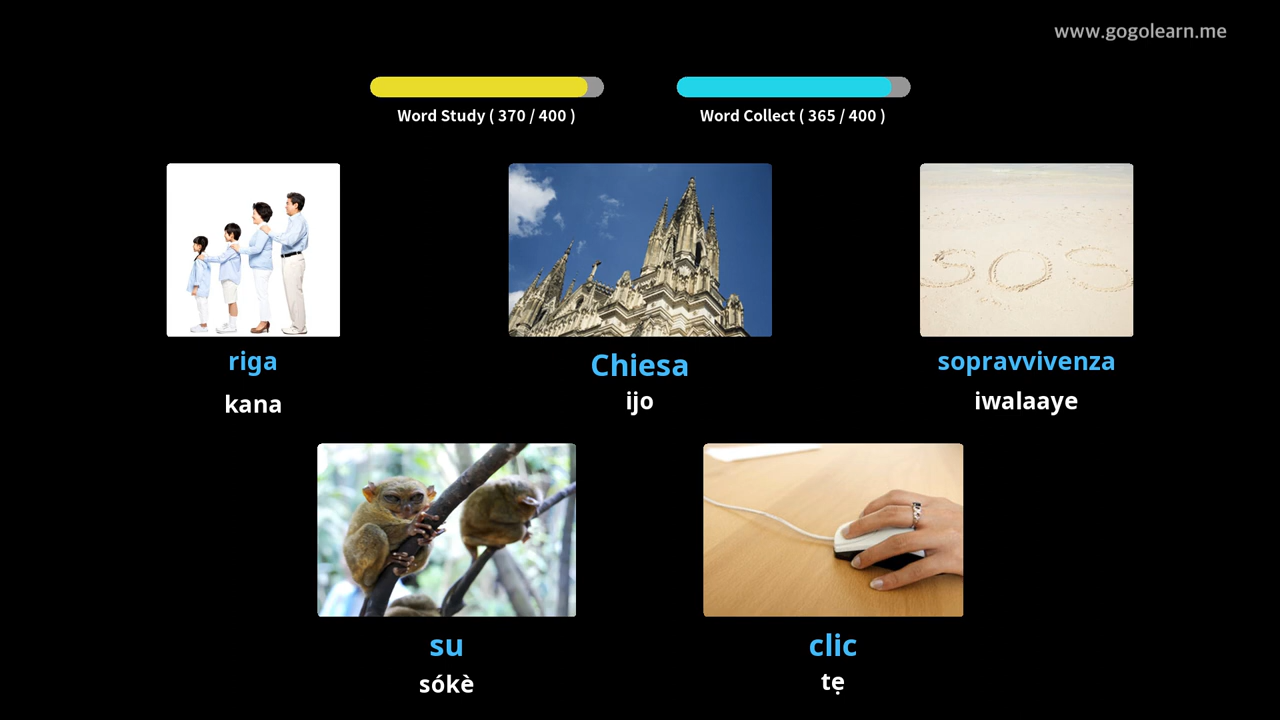 www.gogolearn.me
Word Study ( 370 / 400 )
Word Collect ( 365 / 400 )
SOS
riga
kana
Chiesa
ijo
sopravvivenza
iwalaaye
su
sókè
clic
tẹ